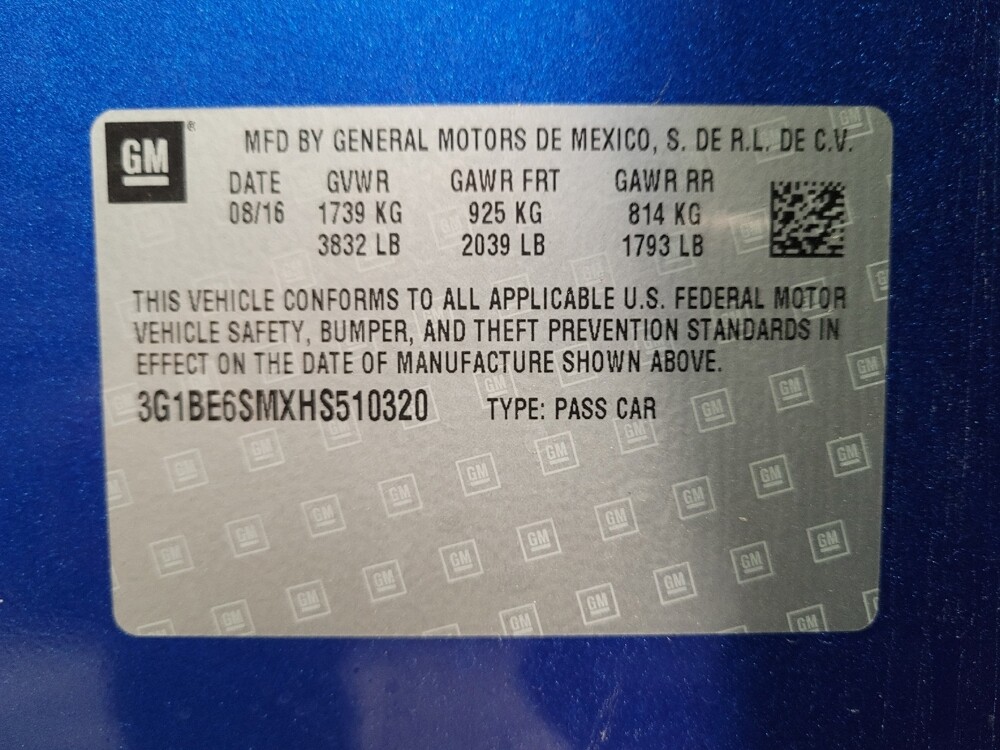 GM ®
MFD BY GENERAL MOTORS DE MEXICO, S. DE R.L. DE C.V.
DATE GVWR GAWR FRT GAWR RR
08/16 1739 KG 925 KG 814 KG
3832 LB 2039 LB 1793 LB
THIS VEHICLE CONFORMS TO ALL APPLICABLE U.S. FEDERAL MOTOR
VEHICLE SAFETY, BUMPER, AND THEFT PREVENTION STANDARDS IN
EFFECT ON THE DATE OF MANUFACTURE SHOWN ABOVE.
3G1BE6SMXHS510320 TYPE: PASS CAR